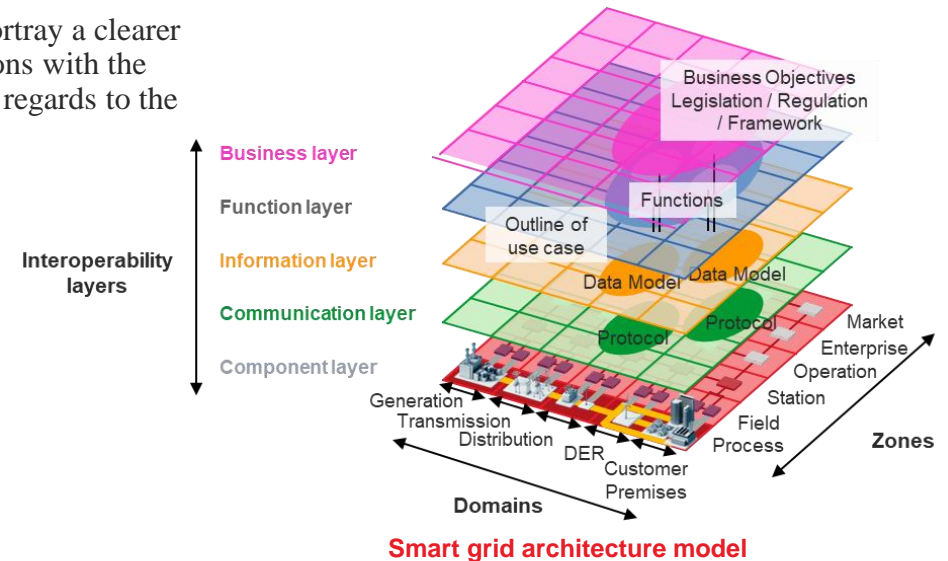 ortray a clearer
ons with the
regards to the
Business Objectives
Legislation / Regulation
/ Framework
Business layer
Function layer
Functions
Outline of
use case
Interoperability
layers
Information layer
Data Model
Data Model
Communication layer
Protocol
Protocol
Component layer
Market
Enterprise
Operation
Station
Field
Process
Zones
Generation
Transmission
Distribution
DER
Customer
Premises
Domains
Smart grid architecture model